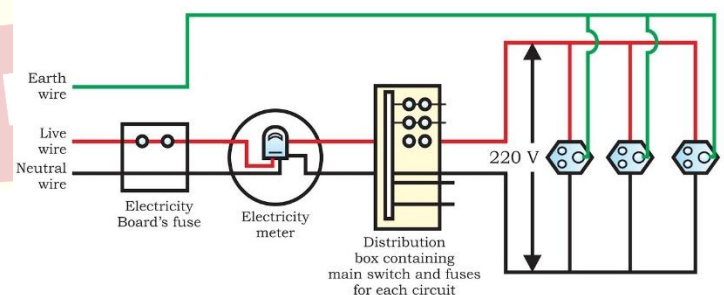 Earth
wire
Live
wire
Neutral
wire
Electricity
Board's fuse
Electricity
meter
Distribution
box containing
main switch and fuses
for each circuit
220 V